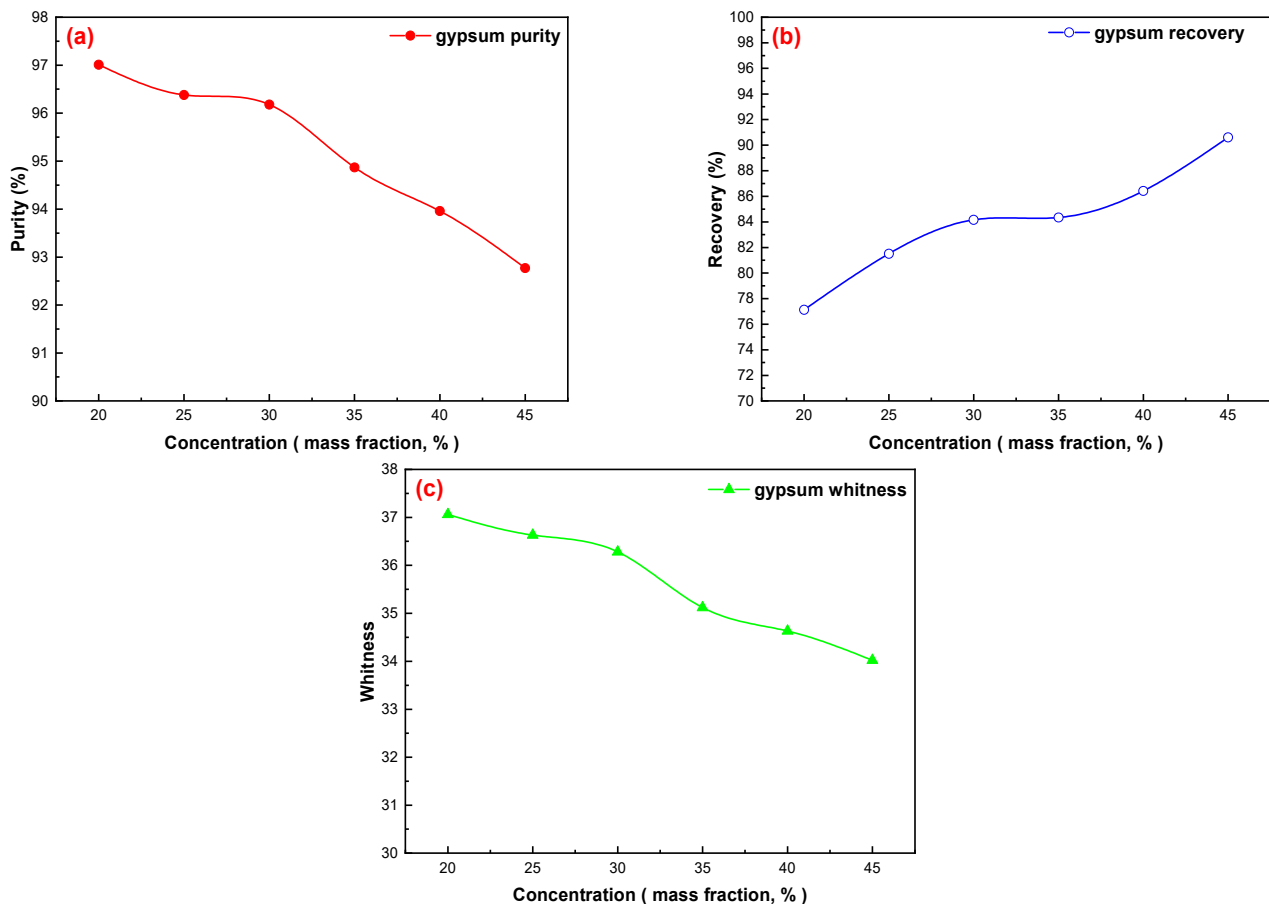 (a)
gypsum purity
98
97
96
95
94
93
92
91
90
Purity (%)
20 25 30 35 40 45
Concentration ( mass fraction, % )
(b)
gypsum recovery
100
98
96
94
92
90
88
86
84
82
80
78
76
74
72
70
Recovery (%)
20 25 30 35 40 45
Concentration ( mass fraction, % )
(c)
gypsum whitness
38
37
36
35
34
33
32
31
30
Whitness
20 25 30 35 40 45
Concentration ( mass fraction, % )